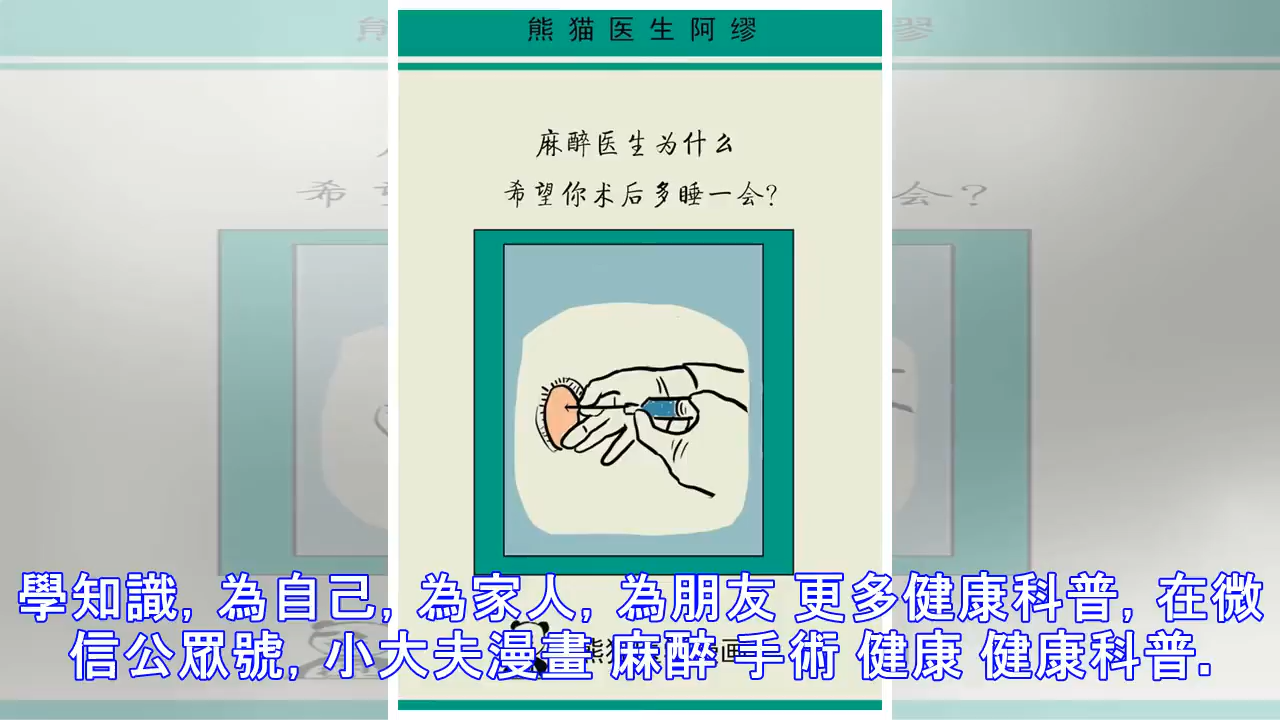 熊猫医生阿缪
麻醉医生为什么
希望你术后多睡一会?
學知識, 為自己, 為家人, 為朋友 更多健康科普, 在微
信公眾號, 小大夫漫畫 麻醉 手術 健康 健康科普.